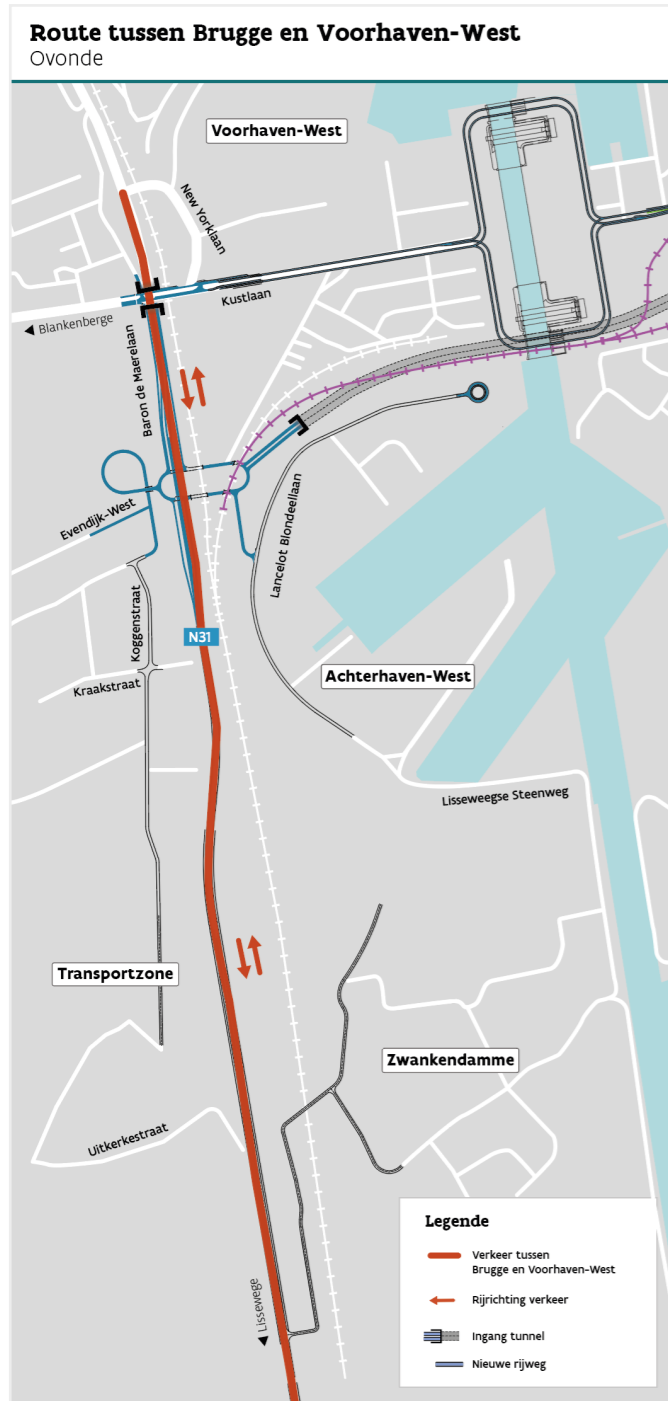 Route tussen Brugge en Voorhaven-West
Ovonde
Voorhaven-West
New Yorklaan
Kustlaan
◄ Blankenberge
Baron de Maerelaan
Evendijk-West
Lancelot Blondeellaan
Koggenstraat
N31
Kraakstraat
Achterhaven-West
Lisseweegse Steenweg
Transportzone
Zwankendamme
Uitkerkestraat
◄ Lissewege
Legende
Verkeer tussen
Brugge en Voorhaven-West
Rijrichting verkeer
Ingang tunnel
Nieuwe rijweg